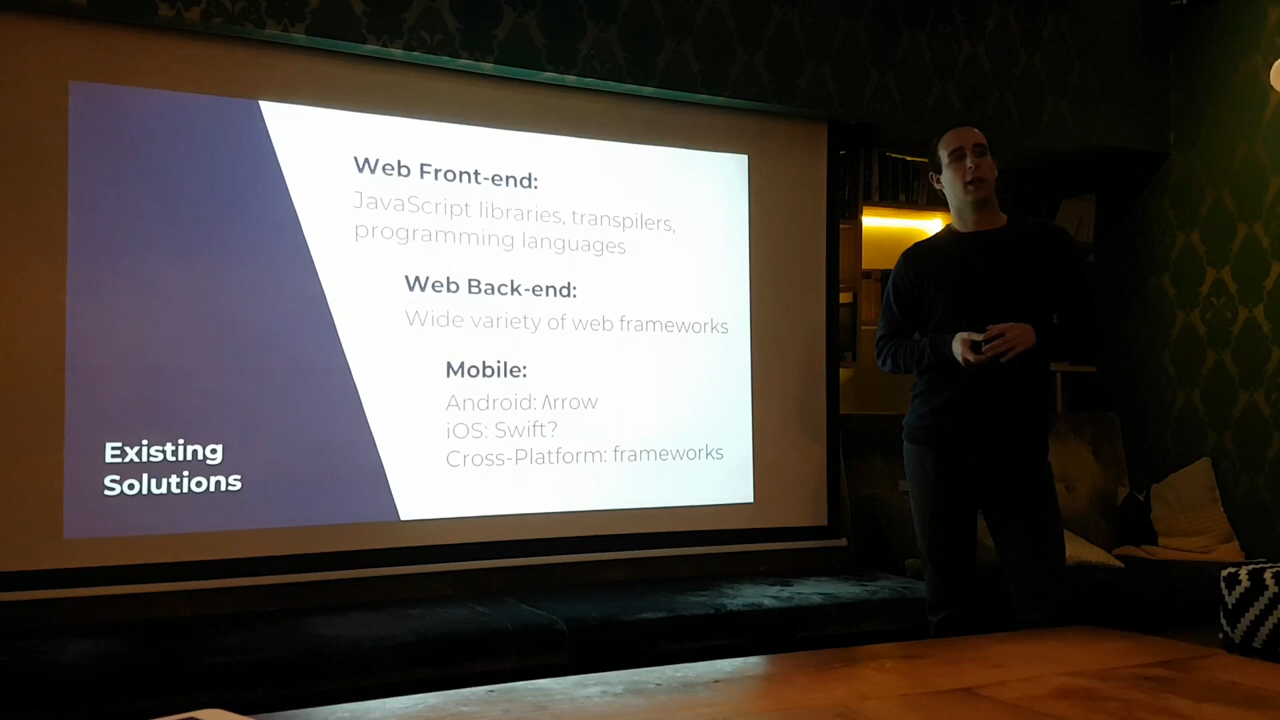 Web Front-end:
JavaScript libraries, transpilers,
programming languages
Web Back-end:
Wide variety of web frameworks
Mobile:
Android: Λrrow
iOS: Swift?
Cross-Platform: frameworks
Existing
Solutions